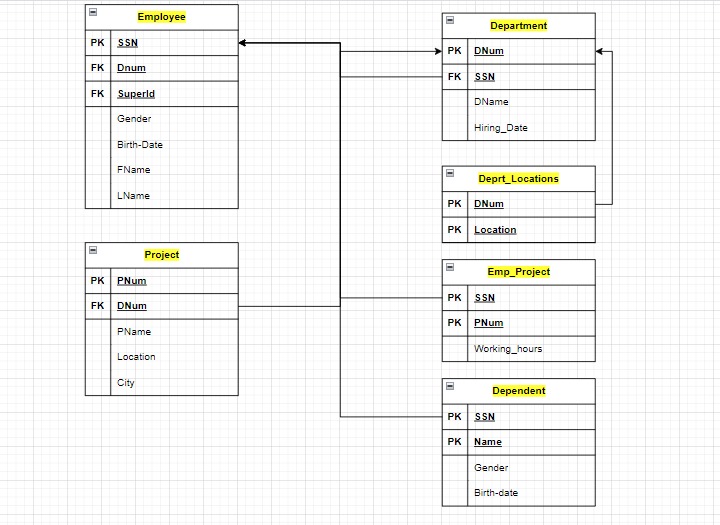 Employee
PK SSN
FK Dnum
FK SuperId
Gender
Birth-Date
FName
LName
Project
PK PNum
FK DNum
PName
Location
City
Department
PK DNum
FK SSN
DName
Hiring_Date
Deprt_Locations
PK DNum
PK Location
Emp_Project
PK SSN
PK PNum
Working_hours
Dependent
PK SSN
PK Name
Gender
Birth-date